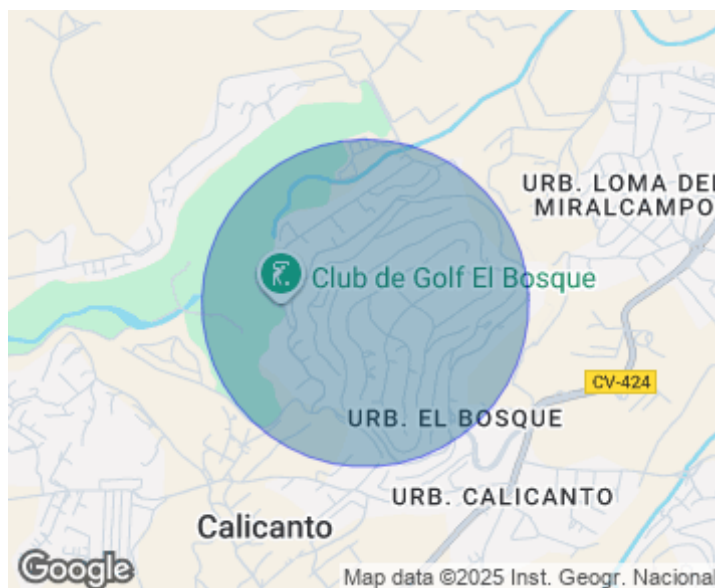 URB. LOMA DEL
MIRALCAMPO
Club de Golf El Bosque
CV-424
URB. EL BOSQUE
URB. CALICANTO
Calicanto
Google
Map data ©2025 Inst. Geogr. Nacional